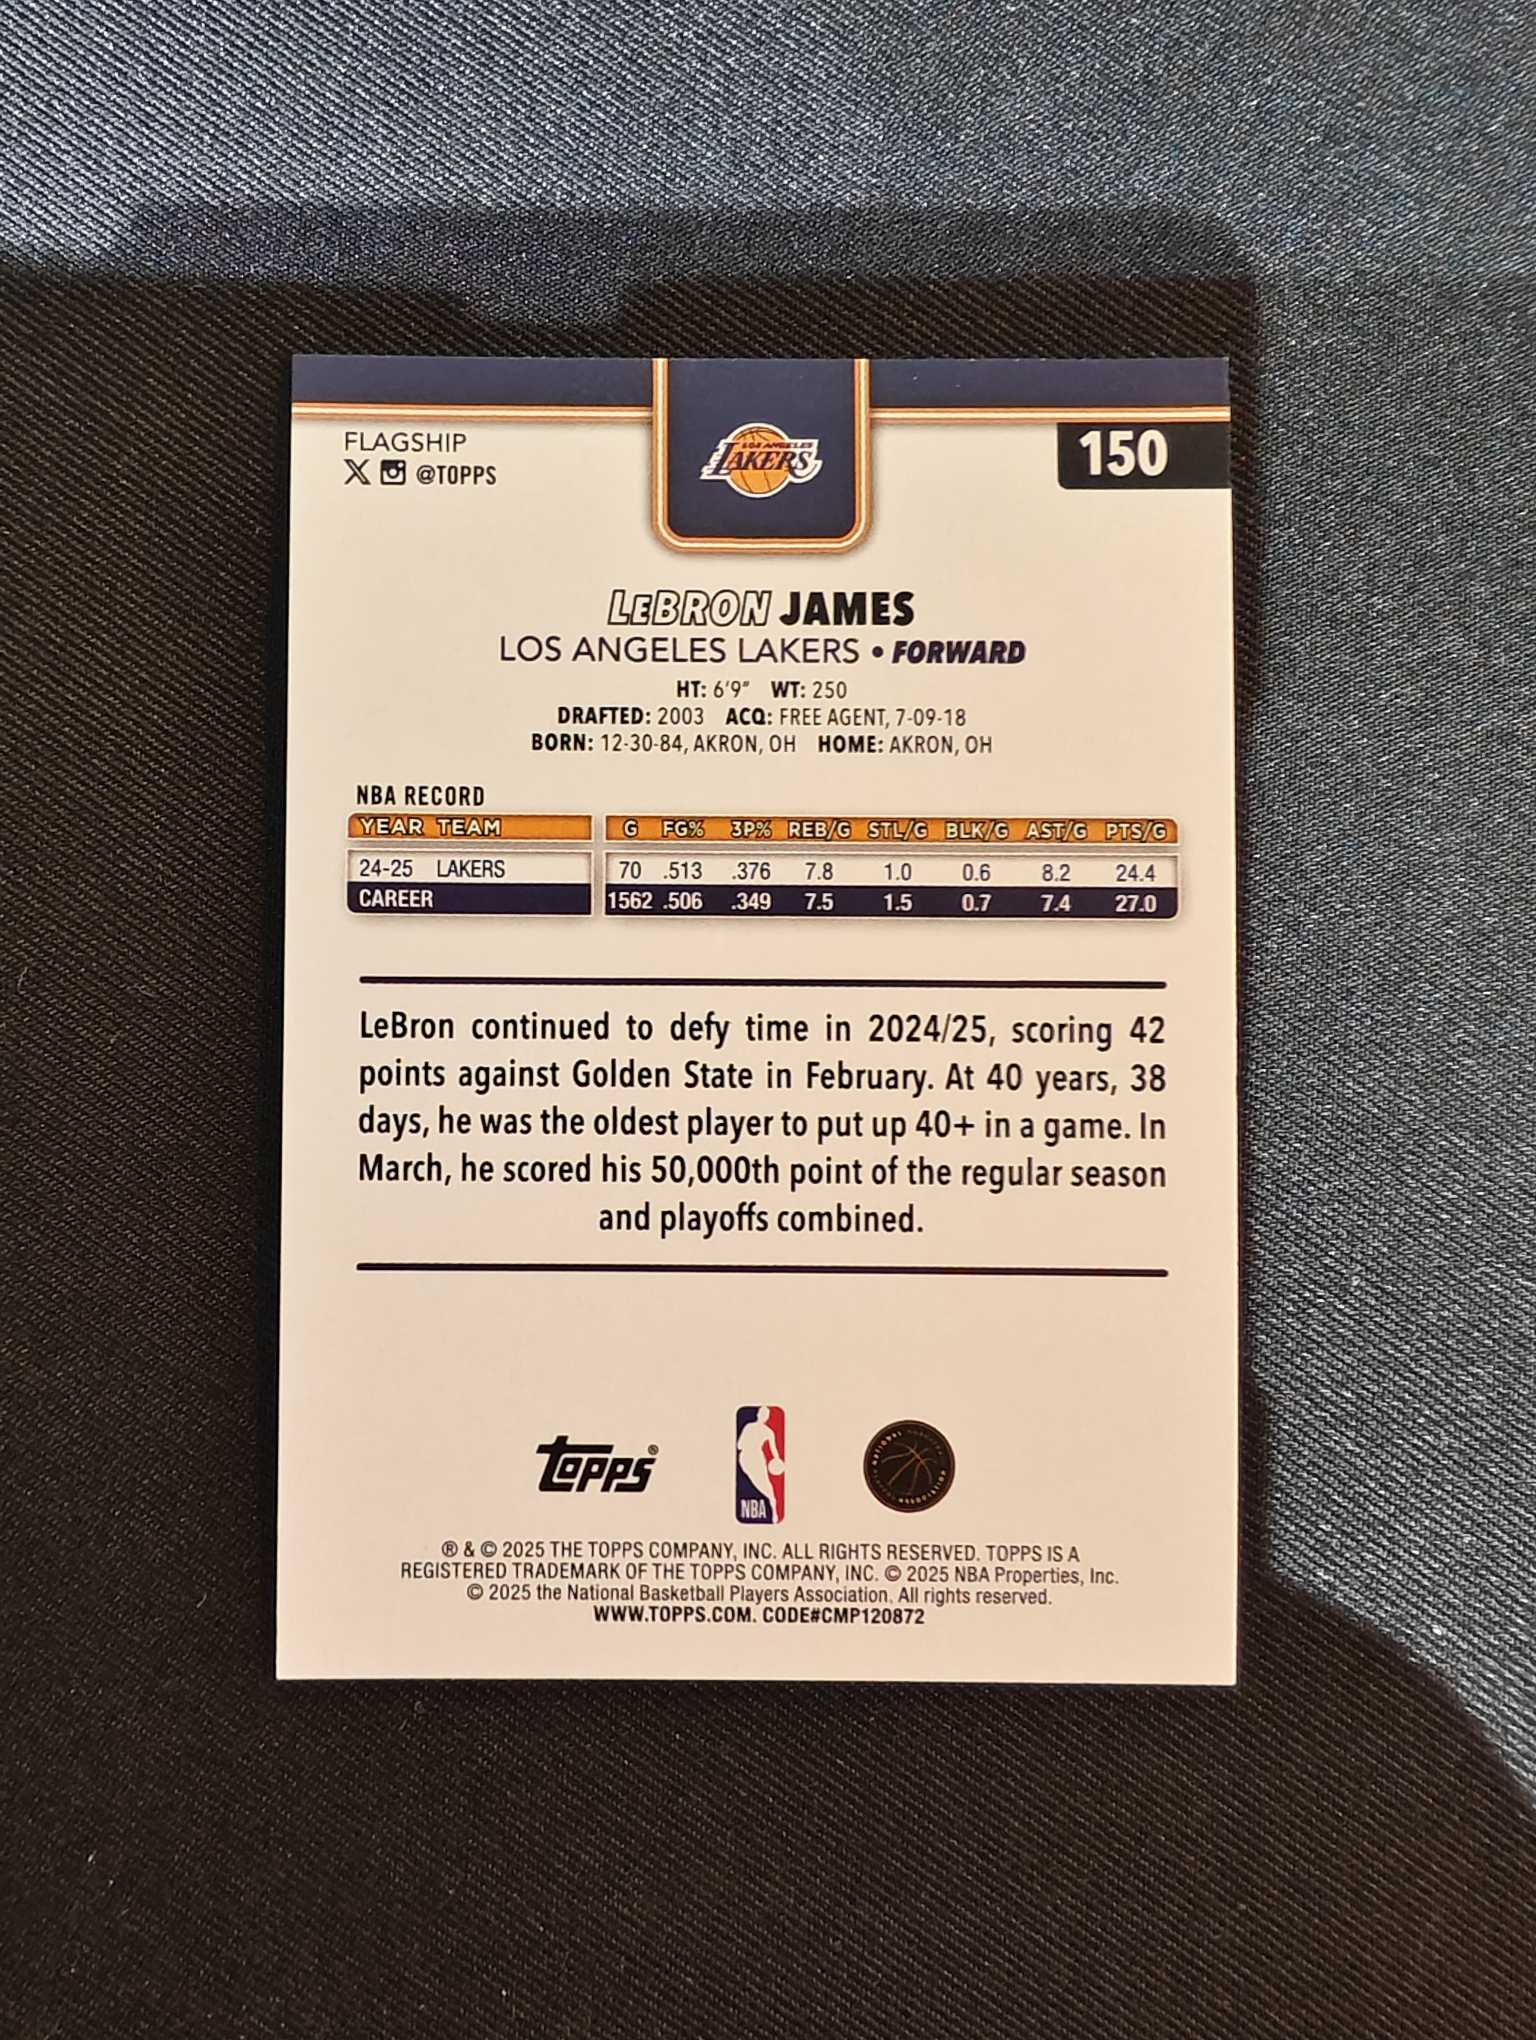 FLAGSHIP
@TOPPS
LOS ANGELES
LAKERS
150
LeBRON JAMES
LOS ANGELES LAKERS • FORWARD
HT: 6'9" WT: 250
DRAFTED: 2003 ACQ: FREE AGENT, 7-09-18
BORN: 12-30-84, AKRON, OH HOME: AKRON, OH
NBA RECORD
YEAR TEAM G FG% 3P% REB/G STL/G BLK/G AST/G PTS/G
24-25 LAKERS 70 .513 .376 7.8 1.0 0.6 8.2 24.4
CAREER 1562 .506 .349 7.5 1.5 0.7 7.4 27.0
LeBron continued to defy time in 2024/25, scoring 42
points against Golden State in February. At 40 years, 38
days, he was the oldest player to put up 40+ in a game. In
March, he scored his 50,000th point of the regular season
and playoffs combined.
topps®
NBA
NATIONAL ASSOCIATION
® & © 2025 THE TOPPS COMPANY, INC. ALL RIGHTS RESERVED. TOPPS IS A
REGISTERED TRADEMARK OF THE TOPPS COMPANY, INC. © 2025 NBA Properties, Inc.
© 2025 the National Basketball Players Association. All rights reserved.
WWW.TOPPS.COM. CODE#CMP120872